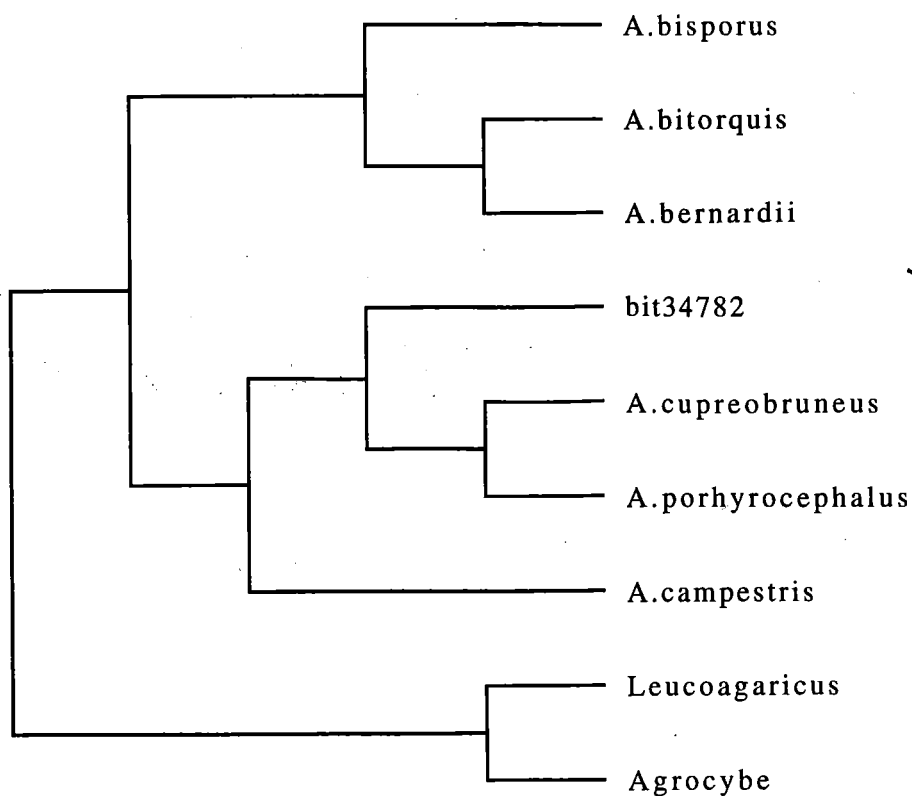 A.bisporus
A.bitorquis
A.bernardii
bit34782
A.cupreobruneus
A.porhyrocephalus
A.campestris
Leucoagaricus
Agrocybe